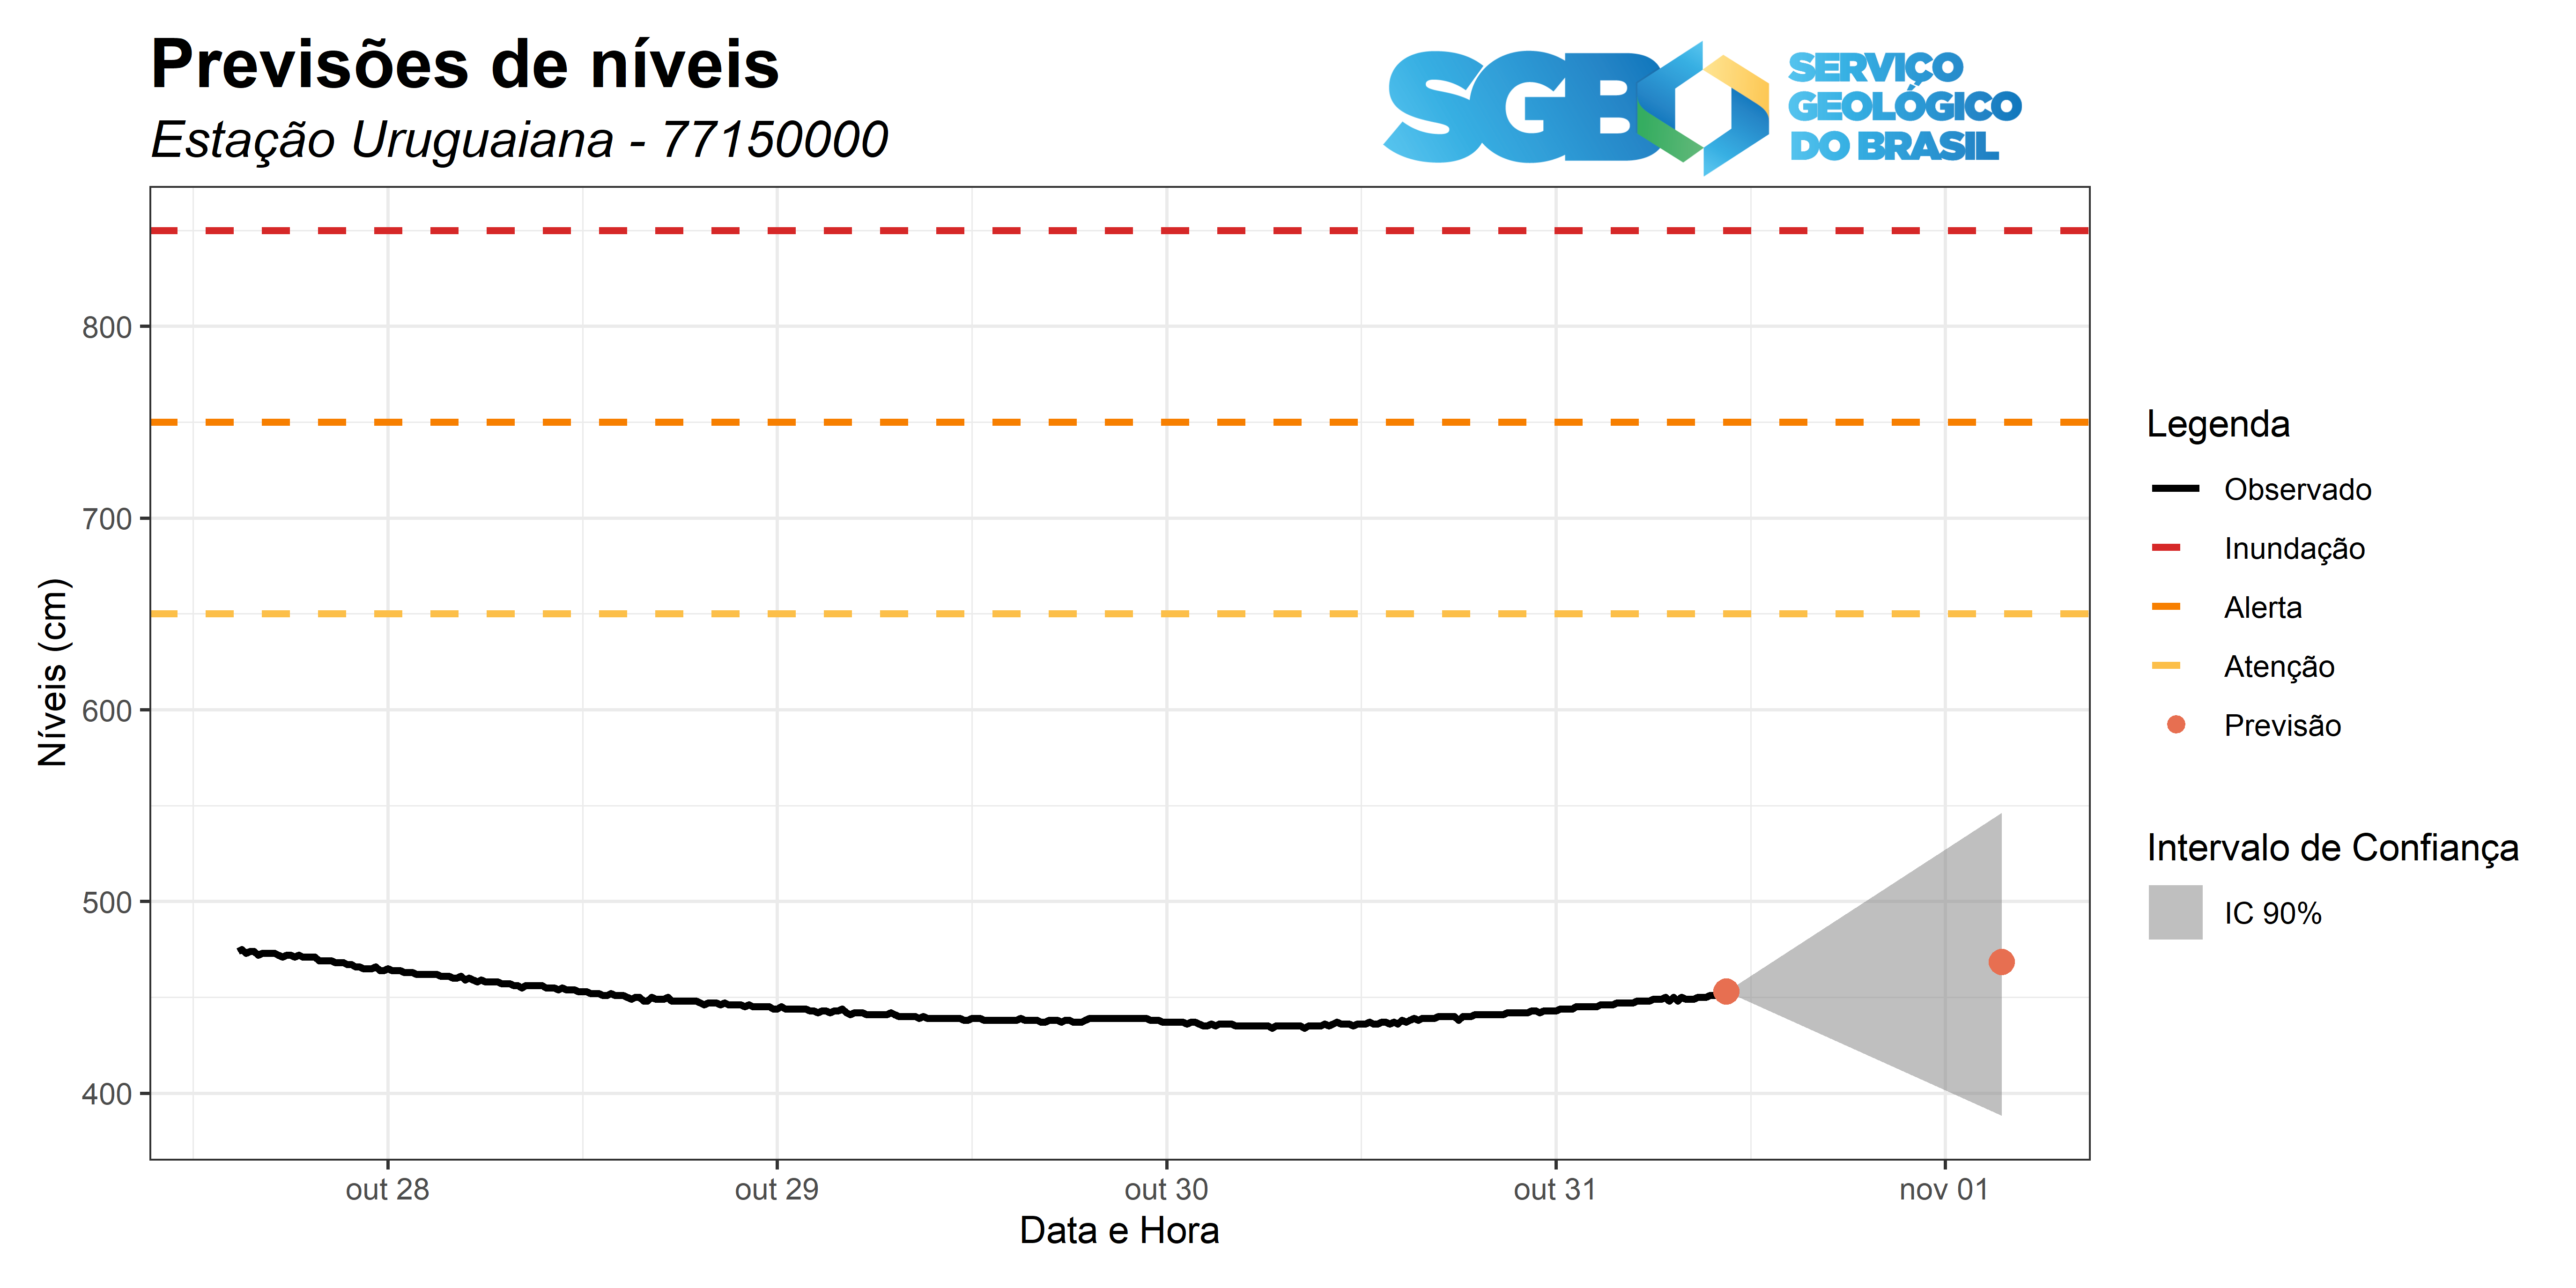 Previsões de níveis
Estação Uruguaiana - 77150000
SGB
SERVIÇO
GEOLÓGICO
DO BRASIL
Níveis (cm)
800
700
600
500
400
out 28
out 29
out 30
out 31
nov 01
Data e Hora
Legenda
Observado
Inundação
Alerta
Atenção
Previsão
Intervalo de Confiança
IC 90%